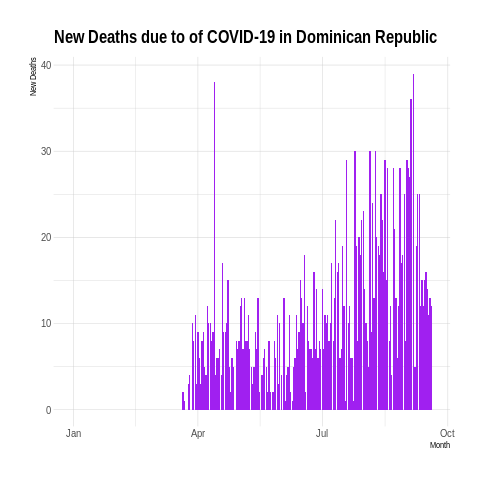 New Deaths due to of COVID-19 in Dominican Republic
New Deaths
40
30
20
10
0
Jan Apr Jul Oct
Month